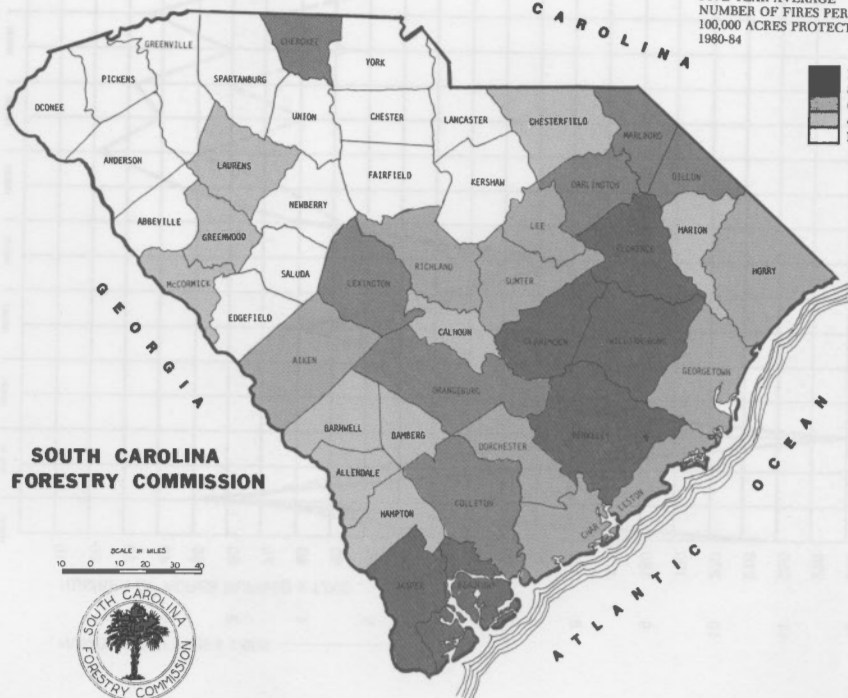 CAROLINA
NUMBER OF FIRES PER
100,000 ACRES PROTECT
1980-84
CHEROKEE
YORK
GREENVILLE
PICKENS
SPARTANBURG
OCONEE
UNION
CHESTER
LANCASTER
CHESTERFIELD
MARLBORO
ANDERSON
LAURENS
FAIRFIELD
KERSHAW
DARLINGTON
DILLON
ABBEVILLE
NEWBERRY
GREENWOOD
LEE
FLORENCE
MARION
HORRY
McCORMICK
SALUDA
LEXINGTON
RICHLAND
SUMTER
EDGEFIELD
CALHOUN
CLARENDON
WILLIAMSBURG
GEORGIA
AIKEN
ORANGEBURG
GEORGETOWN
BARNWELL
BAMBERG
DORCHESTER
BERKELEY
ALLENDALE
HAMPTON
COLLETON
CHARLESTON
JASPER
BEAUFORT
ATLANTIC OCEAN
SOUTH CAROLINA
FORESTRY COMMISSION
SCALE IN MILES
10 0 10 20 30 40
SOUTH CAROLINA
FORESTRY COMMISSION